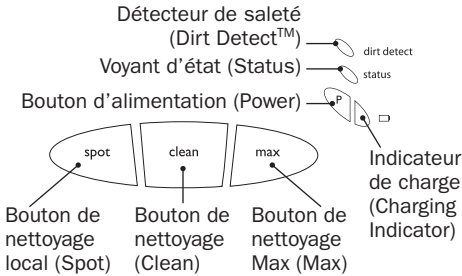 Détecteur de saleté
(Dirt Detect™)
dirt detect
Voyant d'état (Status)
status
Bouton d'alimentation (Power)
P
spot
clean
max
Indicateur
de charge
(Charging
Indicator)
Bouton de
nettoyage
local (Spot)
Bouton de
nettoyage
(Clean)
Bouton de
nettoyage
Max (Max)